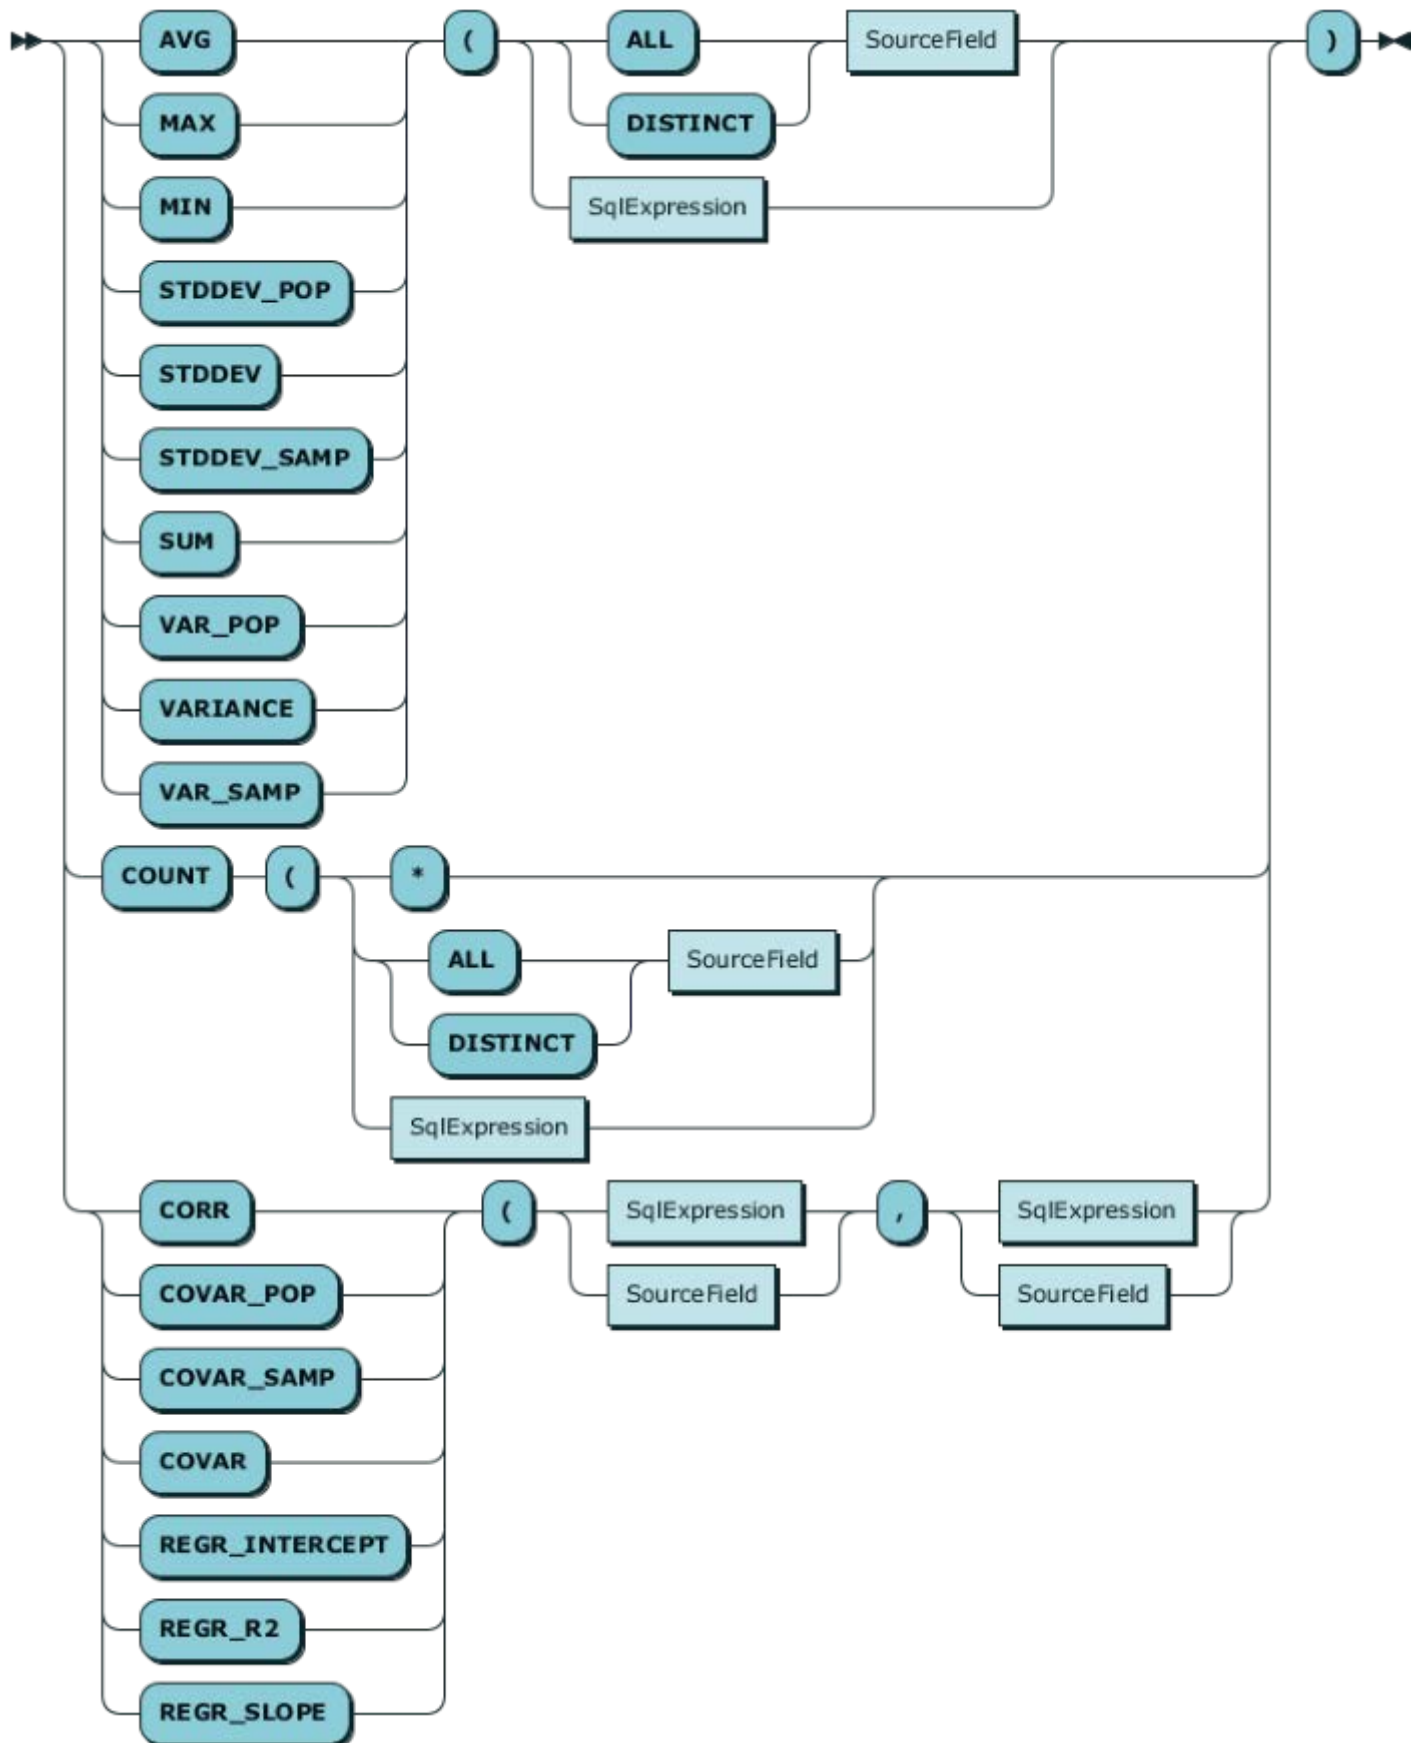 AVG ( ALL SourceField )
MAX DISTINCT
MIN SqlExpression
STDDEV_POP
STDDEV
STDDEV_SAMP
SUM
VAR_POP
VARIANCE
VAR_SAMP
COUNT ( *
ALL SourceField
DISTINCT
SqlExpression
CORR ( SqlExpression , SqlExpression
COVAR_POP SourceField SourceField
COVAR_SAMP
COVAR
REGR_INTERCEPT
REGR_R2
REGR_SLOPE